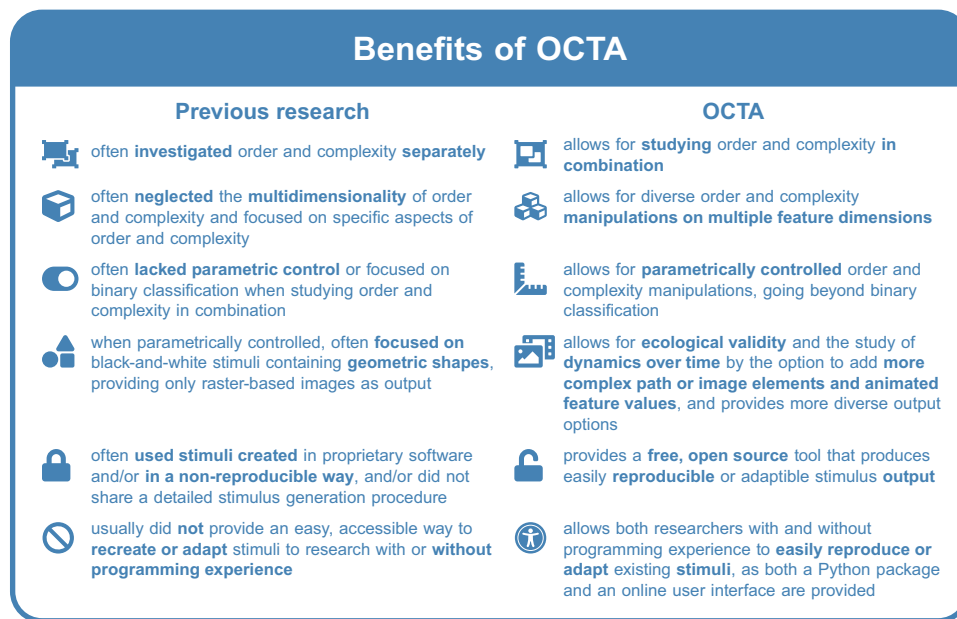 Benefits of OCTA
Previous research
often investigated order and complexity separately
often neglected the multidimensionality of order
and complexity and focused on specific aspects of
order and complexity
often lacked parametric control or focused on
binary classification when studying order and
complexity in combination
when parametrically controlled, often focused on
black-and-white stimuli containing geometric shapes,
providing only raster-based images as output
often used stimuli created in proprietary software
and/or in a non-reproducible way, and/or did not
share a detailed stimulus generation procedure
usually did not provide an easy, accessible way to
recreate or adapt stimuli to research with or without
programming experience
OCTA
allows for studying order and complexity in
combination
allows for diverse order and complexity
manipulations on multiple feature dimensions
allows for parametrically controlled order and
complexity manipulations, going beyond binary
classification
allows for ecological validity and the study of
dynamics over time by the option to add more
complex path or image elements and animated
feature values, and provides more diverse output
options
provides a free, open source tool that produces
easily reproducible or adaptible stimulus output
allows both researchers with and without
programming experience to easily reproduce or
adapt existing stimuli, as both a Python package
and an online user interface are provided